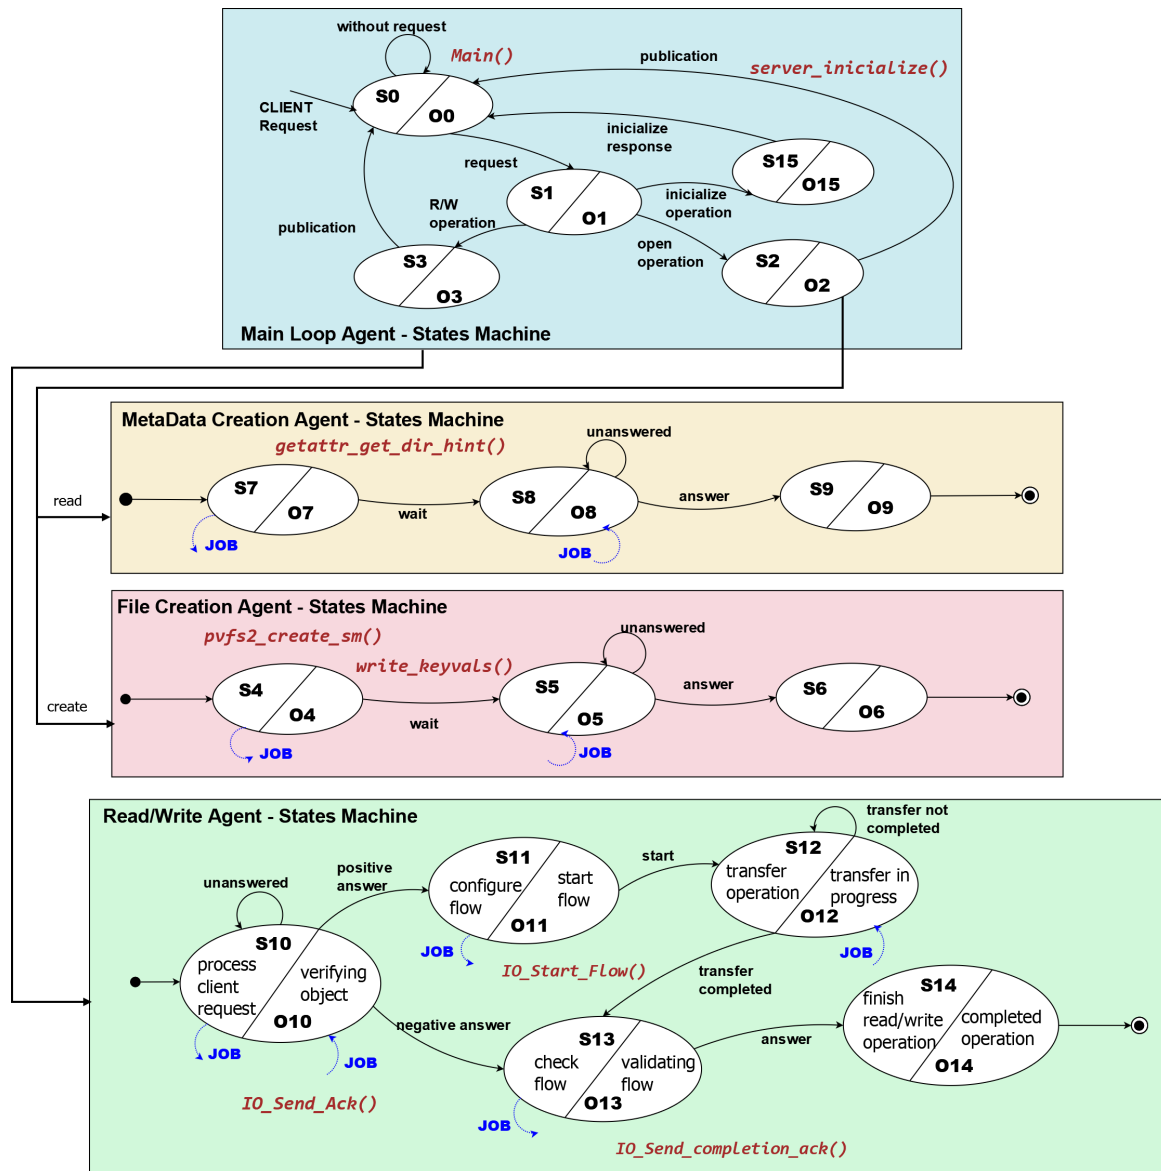 without request
Main()
publication
server_inicialize()
S0
O0
CLIENT
Request
inicialize
response
request
S15
O15
S1
O1
inicialize
operation
R/W
operation
publication
open
operation
S3
O3
S2
O2
Main Loop Agent - States Machine
MetaData Creation Agent - States Machine
getattr_get_dir_hint()
unanswered
read
S7
O7
wait
S8
O8
answer
S9
O9
JOB
JOB
File Creation Agent - States Machine
pvfs2_create_sm()
unanswered
write_keyvals()
create
S4
O4
wait
S5
O5
answer
S6
O6
JOB
JOB
Read/Write Agent - States Machine
transfer not
completed
unanswered
positive
answer
S11
configure
flow
start
flow
O11
start
S12
transfer
operation
transfer in
progress
O12
JOB
JOB
S10
process
client
request
verifying
object
O10
JOB
JOB
IO_Start_Flow()
transfer
completed
negative answer
S13
check
flow
validating
flow
O13
JOB
answer
S14
finish
read/write
operation
completed
operation
O14
IO_Send_Ack()
IO_Send_completion_ack()